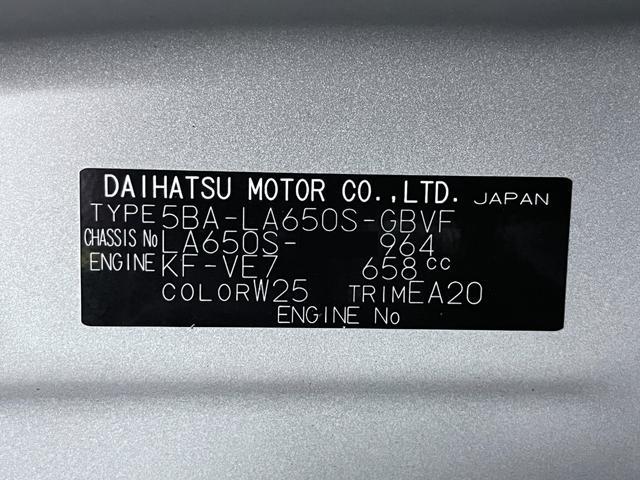 DAIHATSU MOTOR CO.,LTD. JAPAN
TYPE 5BA-LA650S-GBVF
CHASSIS No LA650S- 964
ENGINE KF-VE7 658cc
COLOR W25 TRIM EA20
ENGINE No